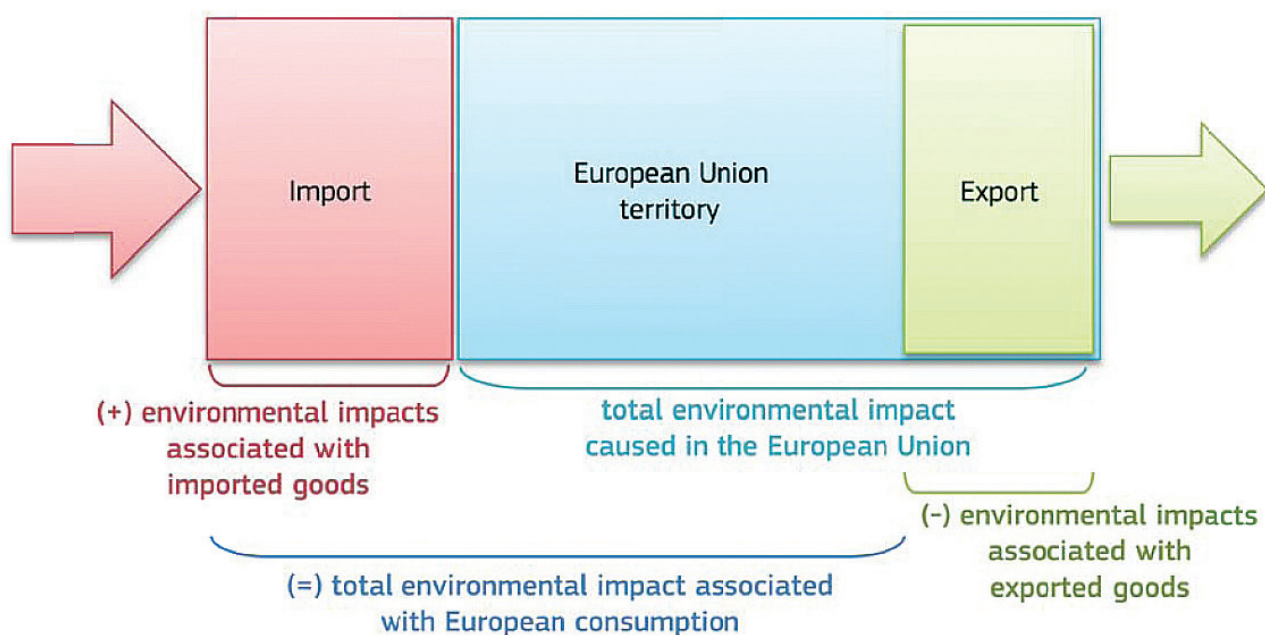 Import
European Union
territory
Export
(+) environmental impacts
associated with
imported goods
total environmental impact
caused in the European Union
(-) environmental impacts
associated with
exported goods
(=) total environmental impact associated
with European consumption